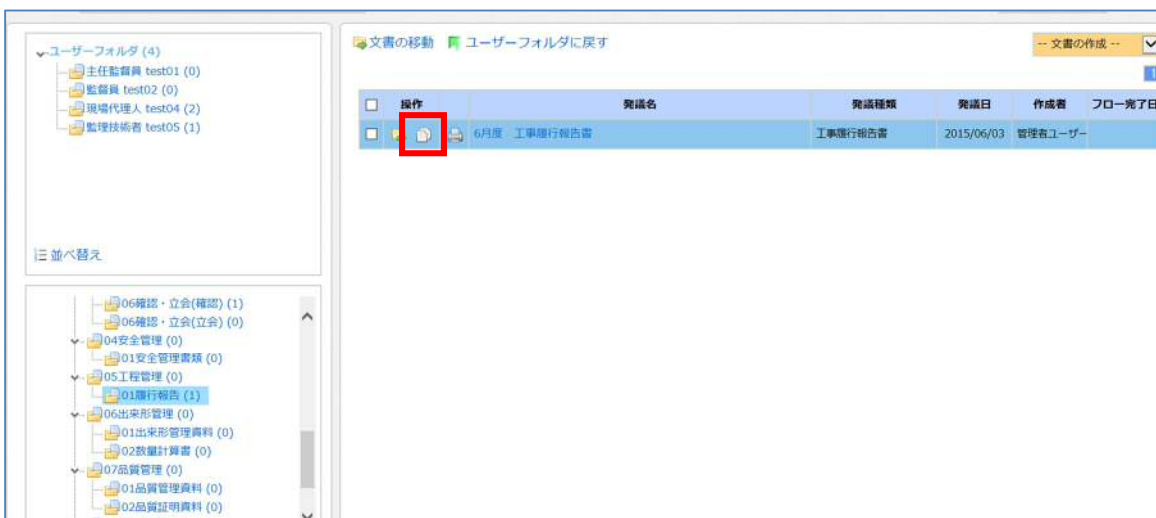 ユーザーフォルダ (4)
主任監督員 test01 (0)
監督員 test02 (0)
現場代理人 test04 (2)
監理技術者 test05 (1)
並べ替え
06確認・立会(確認) (1)
06確認・立会(立会) (0)
04安全管理 (0)
01安全管理書類 (0)
05工程管理 (0)
01履行報告 (1)
06出来形管理 (0)
01出来形管理資料 (0)
02数量計算書 (0)
07品質管理 (0)
01品質管理資料 (0)
02品質証明資料 (0)
文書の移動 ユーザーフォルダに戻す
-- 文書の作成 --
1
操作 発議名 発議種類 発議日 作成者 フロー完了日
6月度 工事履行報告書 工事履行報告書 2015/06/03 管理者ユーザー